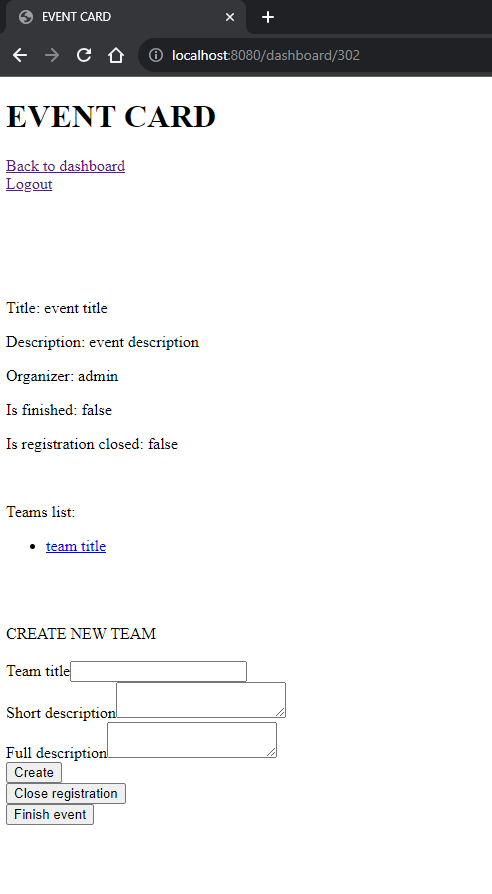 EVENT CARD
localhost:8080/dashboard/302
EVENT CARD
Back to dashboard
Logout
Title: event title
Description: event description
Organizer: admin
Is finished: false
Is registration closed: false
Teams list:
team title
CREATE NEW TEAM
Team title
Short description
Full description
Create
Close registration
Finish event